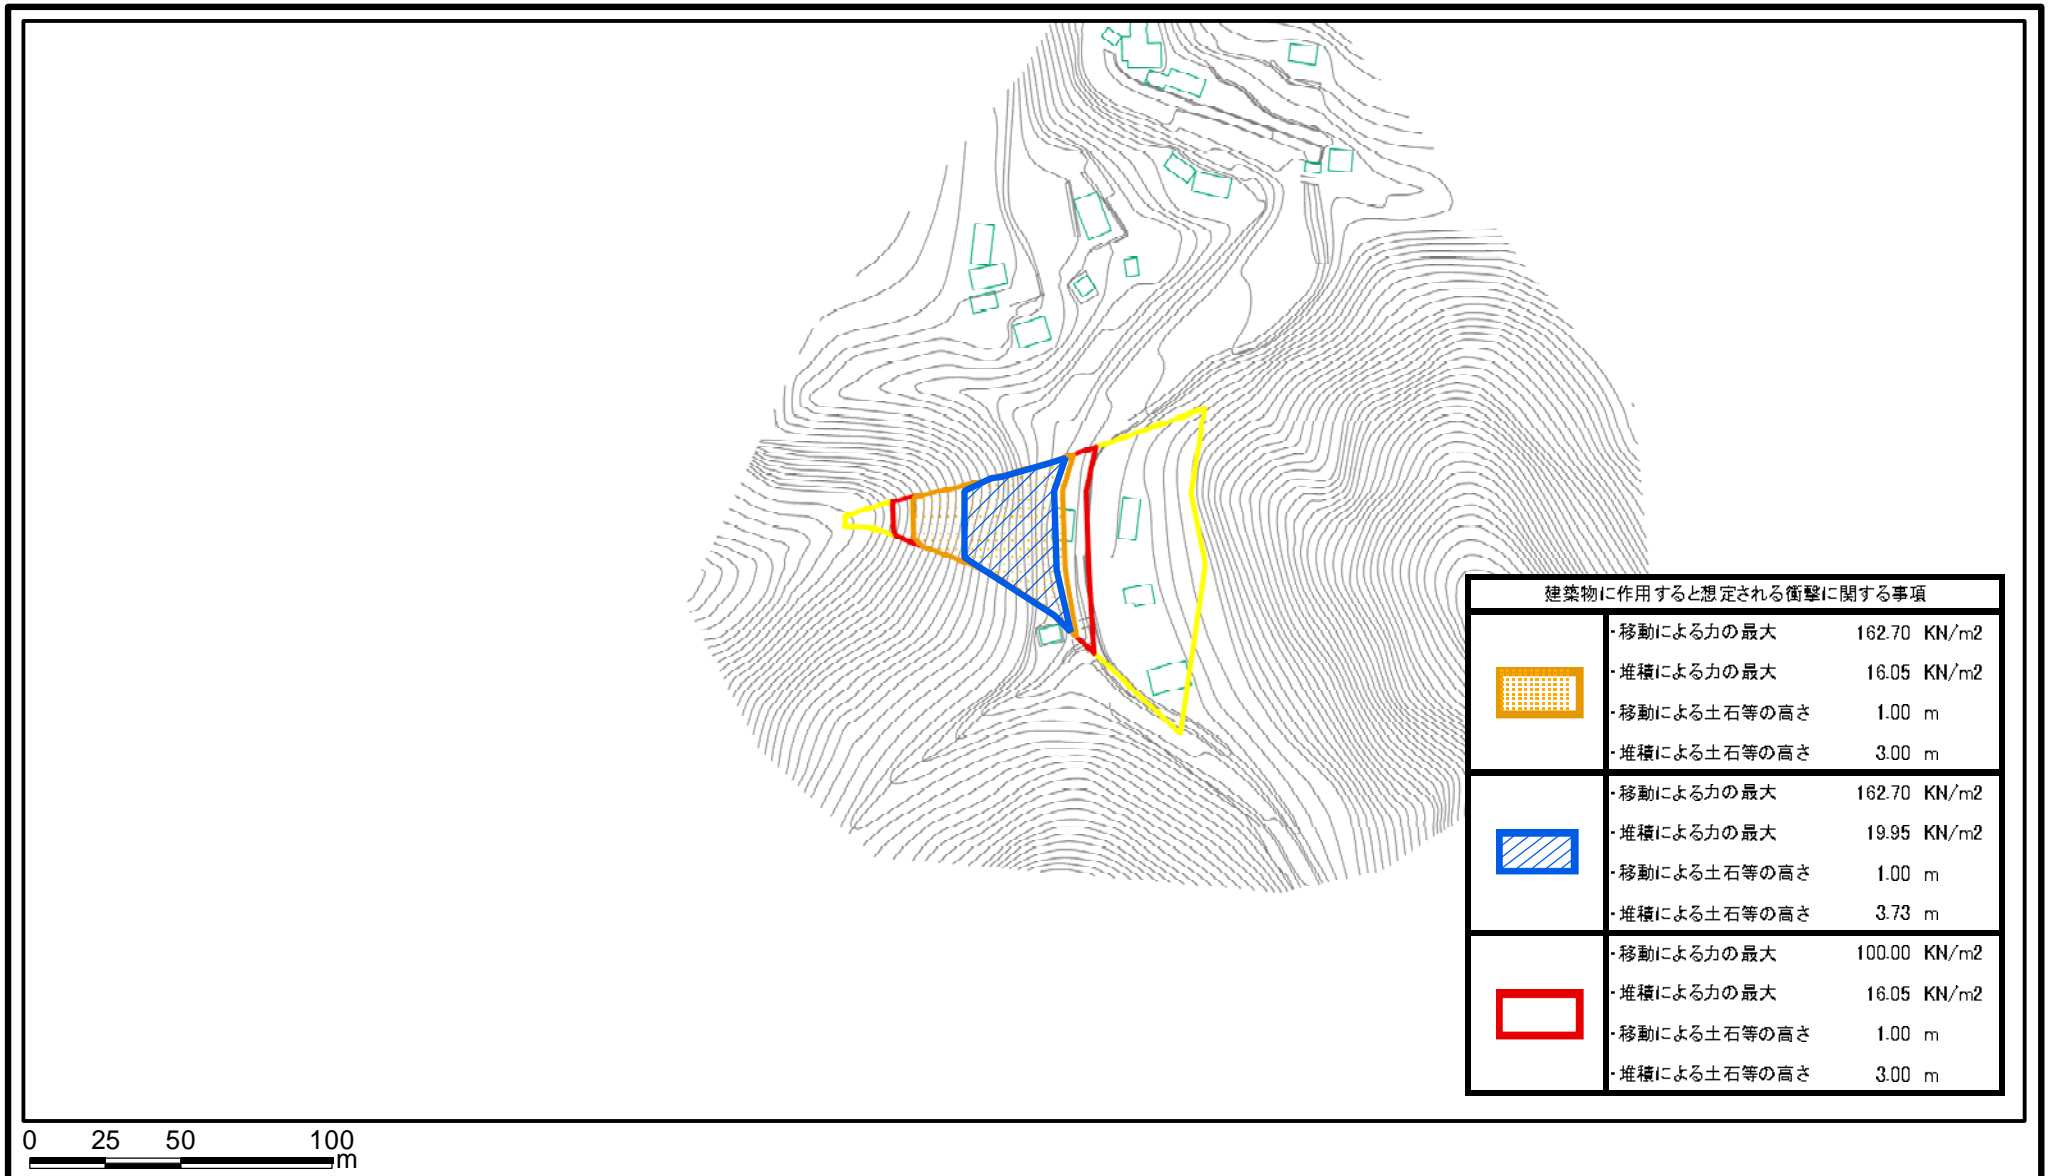 建築物に作用すると想定される衝撃に関する事項
・移動による力の最大 162.70 KN/m2
・堆積による力の最大 16.05 KN/m2
・移動による土石等の高さ 1.00 m
・堆積による土石等の高さ 3.00 m
・移動による力の最大 162.70 KN/m2
・堆積による力の最大 19.95 KN/m2
・移動による土石等の高さ 1.00 m
・堆積による土石等の高さ 3.73 m
・移動による力の最大 100.00 KN/m2
・堆積による力の最大 16.05 KN/m2
・移動による土石等の高さ 1.00 m
・堆積による土石等の高さ 3.00 m
0 25 50 100
m